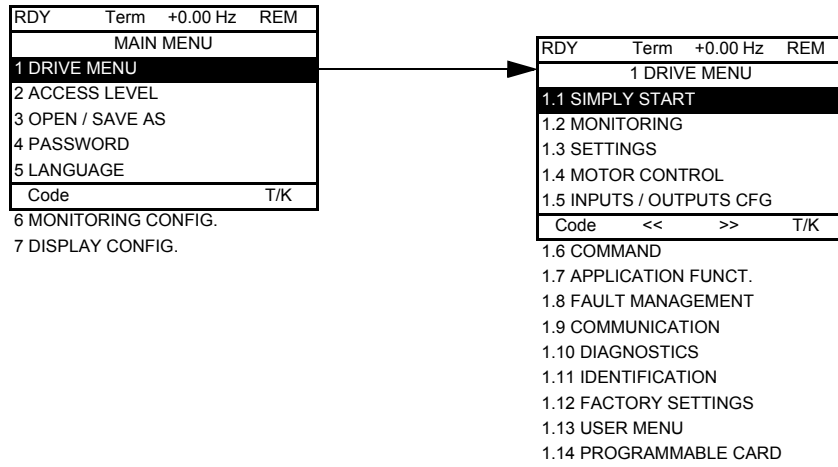 RDY Term +0.00 Hz REM
MAIN MENU
1 DRIVE MENU
2 ACCESS LEVEL
3 OPEN / SAVE AS
4 PASSWORD
5 LANGUAGE
Code T/K
6 MONITORING CONFIG.
7 DISPLAY CONFIG.
RDY Term +0.00 Hz REM
1 DRIVE MENU
1.1 SIMPLY START
1.2 MONITORING
1.3 SETTINGS
1.4 MOTOR CONTROL
1.5 INPUTS / OUTPUTS CFG
Code << >> T/K
1.6 COMMAND
1.7 APPLICATION FUNCT.
1.8 FAULT MANAGEMENT
1.9 COMMUNICATION
1.10 DIAGNOSTICS
1.11 IDENTIFICATION
1.12 FACTORY SETTINGS
1.13 USER MENU
1.14 PROGRAMMABLE CARD